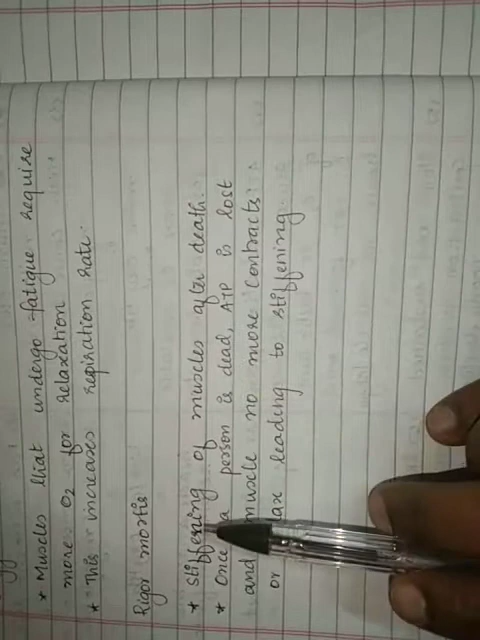 * Muscles that undergo fatigue require
more O2 for relaxation
* This increases respiration rate.
Rigor mortis
* Stiffening of muscles after death.
* Once a person is dead, ATP is lost
and muscle no more contracts
or lax leading to stiffening